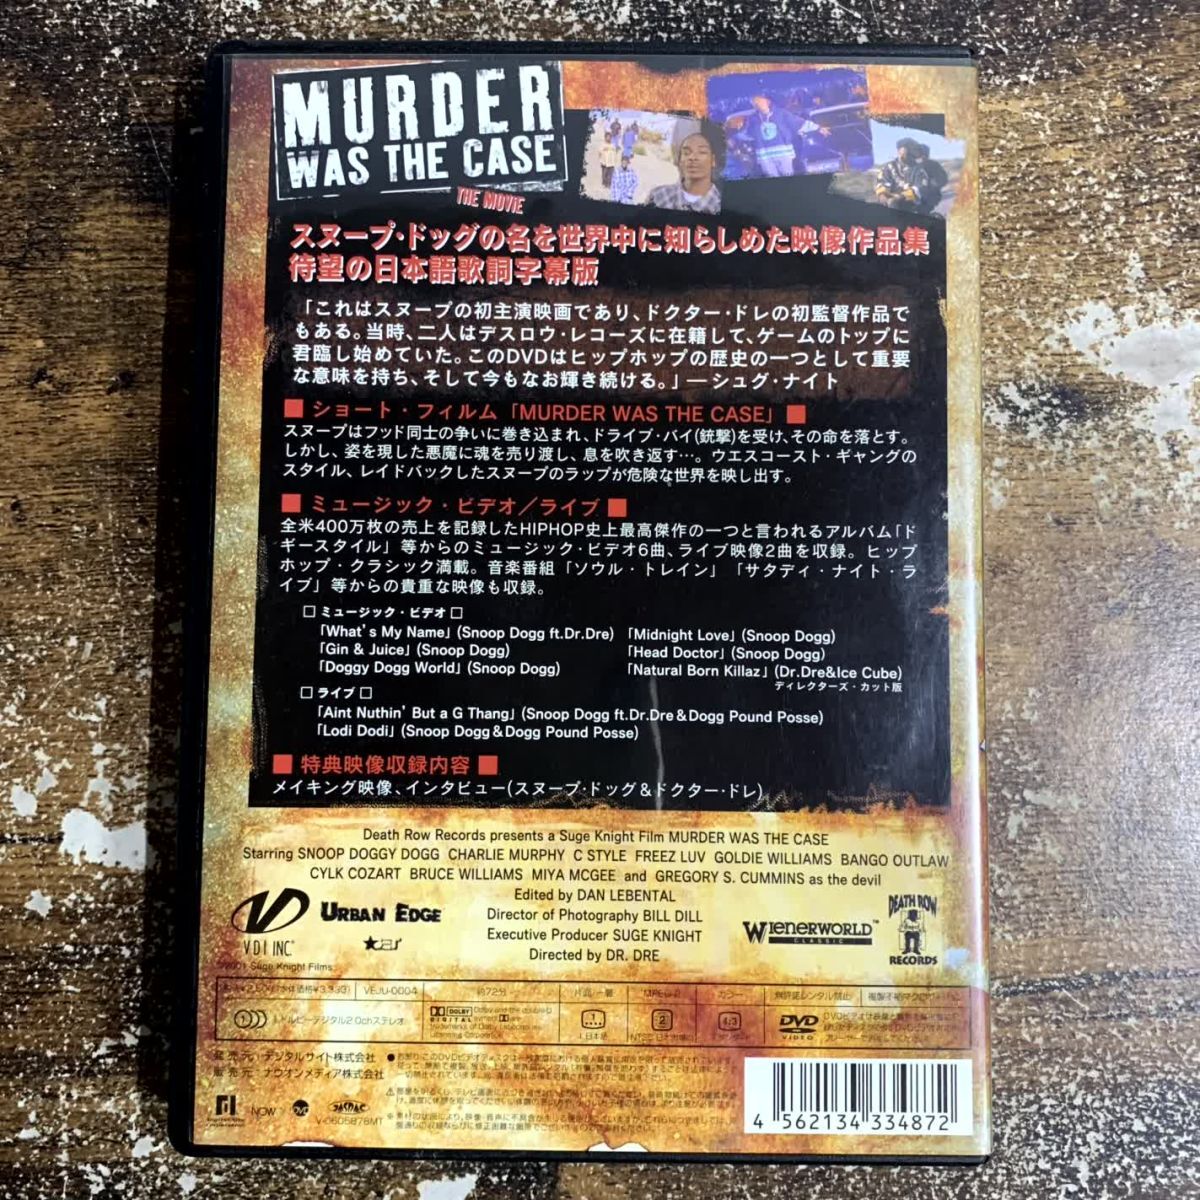 MURDER
WAS THE CASE
THE MOViE
スヌープ・ドッグの名を世界中に知らしめた映像作品集
待望の日本語歌詞字幕版
「これはスヌープの初主演映画であり、ドクター・ドレの初監督作品で
もある。当時、二人はデスロウ・レコーズに在籍して、ゲームのトップに
君臨し始めていた。このDVDはヒップホップの歴史の一つとして重要
な意味を持ち、そして今もなお輝き続ける。」―シュグ・ナイト
■ ショート・フィルム「MURDER WAS THE CASE」 ■
スヌープはフッド同士の争いに巻き込まれ、ドライブ・バイ(銃撃)を受け、その命を落とす。
しかし、姿を現した悪魔に魂を売り渡し、息を吹き返す…。ウエスコースト・ギャングの
スタイル、レイドバックしたスヌープのラップが危険な世界を映し出す。
■ ミュージック・ビデオ／ライブ ■
全米400万枚の売上を記録したHIPHOP史上最高傑作の一つと言われるアルバム「ド
ギースタイル」等からのミュージック・ビデオ6曲、ライブ映像2曲を収録。ヒップ
ホップ・クラシック満載。音楽番組「ソウル・トレイン」「サタディ・ナイト・ラ
イブ」等からの貴重な映像も収録。
□ ミュージック・ビデオ □
「What's My Name」(Snoop Dogg ft.Dr.Dre)
「Gin & Juice」(Snoop Dogg)
「Doggy Dogg World」(Snoop Dogg)
「Midnight Love」(Snoop Dogg)
「Head Doctor」(Snoop Dogg)
「Natural Born Killaz」(Dr.Dre&Ice Cube)
ディレクターズ・カット版
□ ライブ □
「Aint Nuthin' But a G Thang」(Snoop Dogg ft.Dr.Dre＆Dogg Pound Posse)
「Lodi Dodi」(Snoop Dogg＆Dogg Pound Posse)
■ 特典映像収録内容 ■
メイキング映像、インタビュー(スヌープ・ドッグ＆ドクター・ドレ)
Death Row Records presents a Suge Knight Film MURDER WAS THE CASE
Starring SNOOP DOGGY DOGG CHARLIE MURPHY C STYLE FREEZ LUV GOLDIE WILLIAMS BANGO OUTLAW
CYLK COZART BRUCE WILLIAMS MIYA MCGEE and GREGORY S. CUMMINS as the devil
Edited by DAN LEBENTAL
Director of Photography BILL DILL
Executive Producer SUGE KNIGHT
Directed by DR. DRE
VDI INC.
URBAN EDGE
WIENERWORLD™
CLASSIC
DEATH ROW
RECORDS
2001 Suge Knight Films
VEJU-0004
約72分
片面・一層
MPEG-2
カラー
無許諾レンタル禁止
DOLBY
DIGITAL
1.日本語
2
4:3
DVD
VIDEO
発売元:デジタルサイト株式会社
販売元:ナウオンメディア株式会社
NOW
DVD
JASRAC
V-0605878MT
4 562134 334872